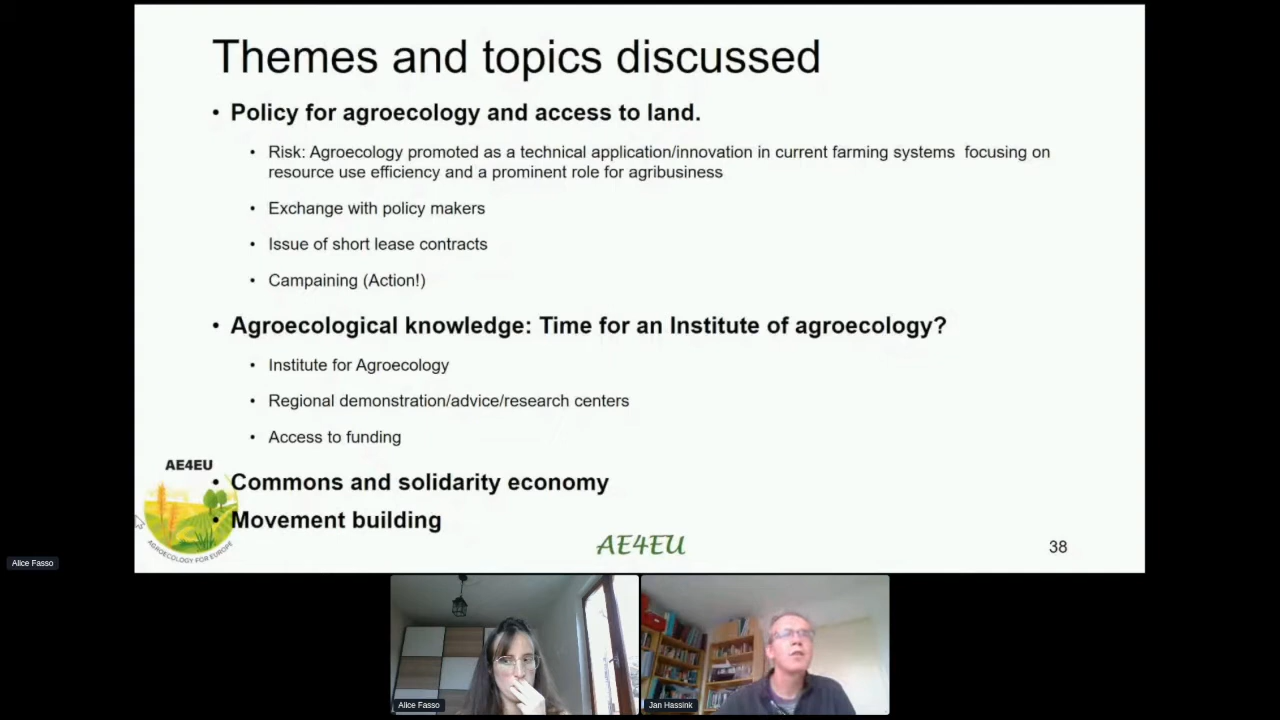 Themes and topics discussed
• Policy for agroecology and access to land.
• Risk: Agroecology promoted as a technical application/innovation in current farming systems focusing on
resource use efficiency and a prominent role for agribusiness
• Exchange with policy makers
• Issue of short lease contracts
• Campaining (Action!)
• Agroecological knowledge: Time for an Institute of agroecology?
• Institute for Agroecology
• Regional demonstration/advice/research centers
• Access to funding
AE4EU
• Commons and solidarity economy
• Movement building
AGROECOLOGY FOR EUROPE
AE4EU
38
Alice Fasso
Alice Fasso
Jan Hassink